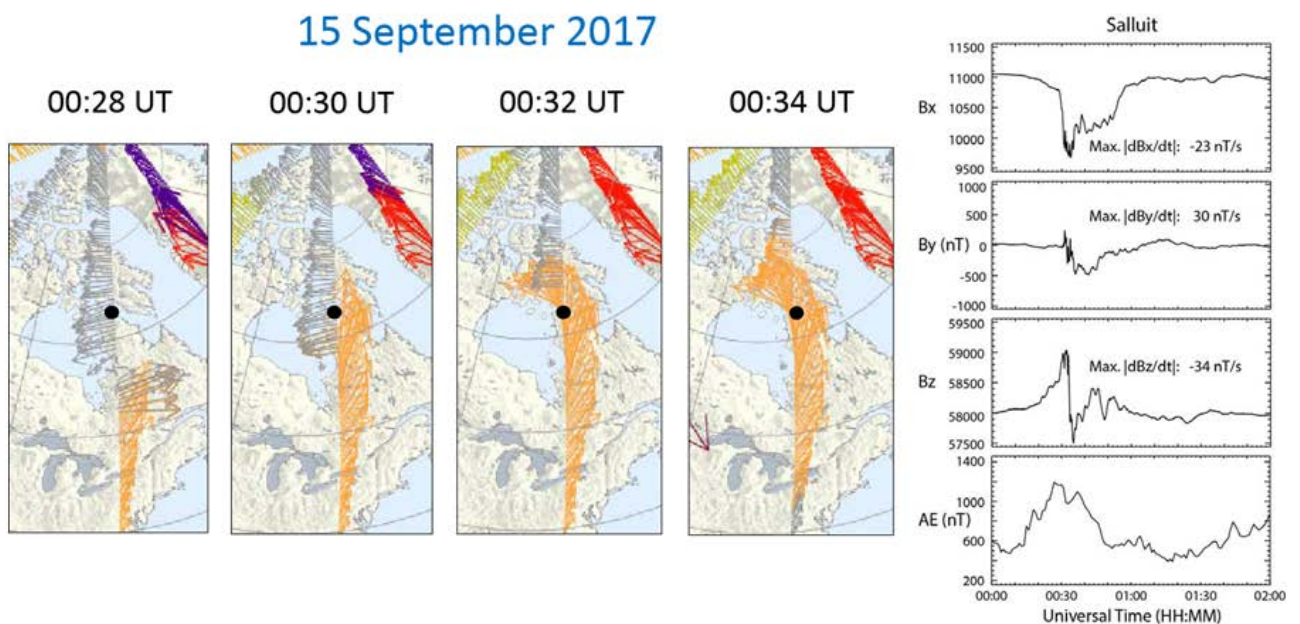 15 September 2017
00:28 UT
00:30 UT
00:32 UT
00:34 UT
Salluit
11500
11000
Bx
10500
10000
Max. |dBx/dt|: -23 nT/s
9500
1000
500
Max. |dBy/dt|: 30 nT/s
By (nT)
0
-500
-1000
59500
59000
Max. |dBz/dt|: -34 nT/s
Bz
58500
58000
57500
1400
1000
AE (nT)
600
200
00:00
00:30
01:00
01:30
02:00
Universal Time (HH:MM)